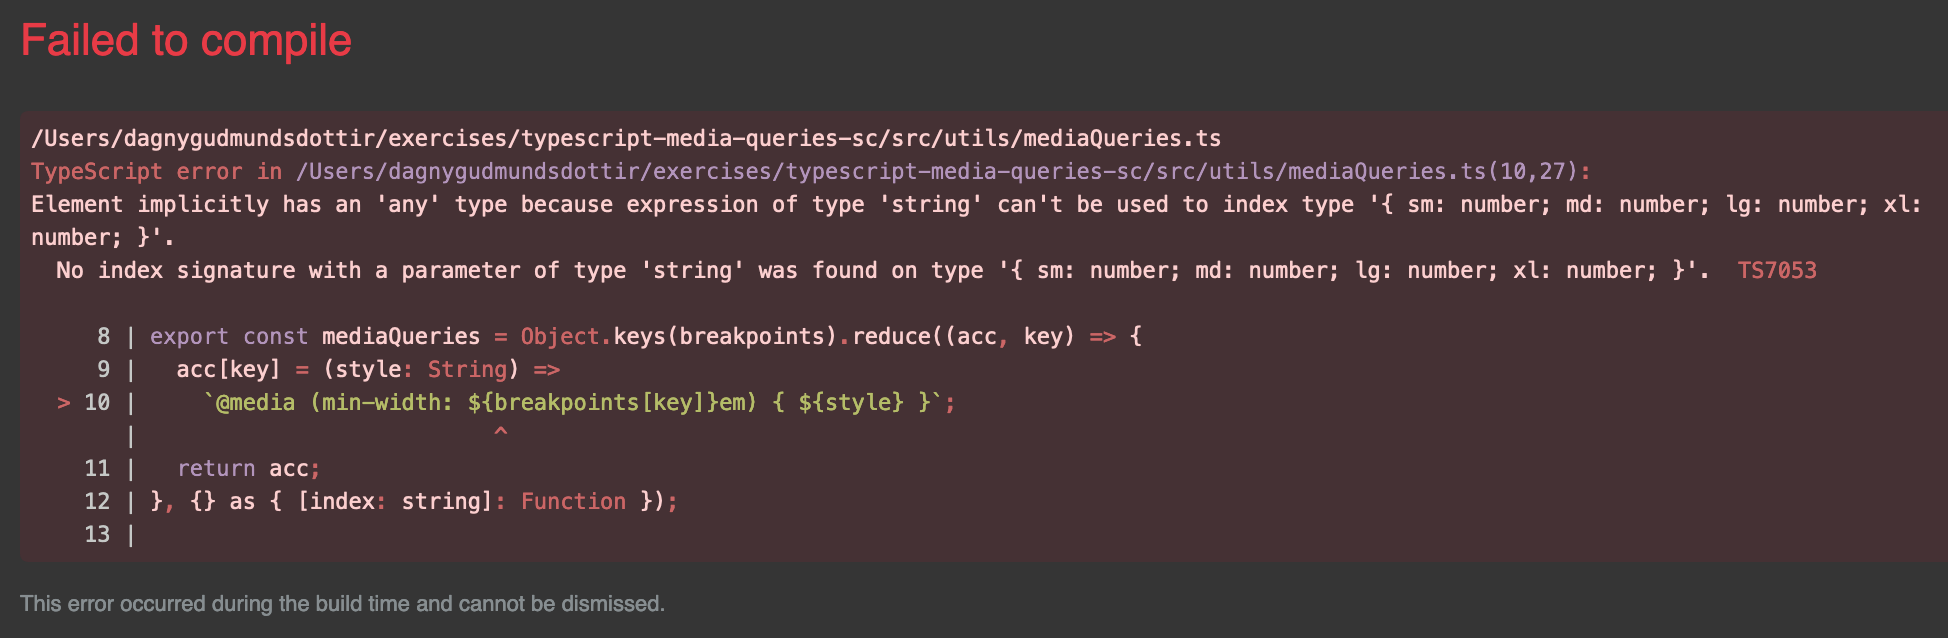 Failed to compile
/Users/dagnygudmundsdottir/exercises/typescript-media-queries-sc/src/utils/mediaQueries.ts
TypeScript error in /Users/dagnygudmundsdottir/exercises/typescript-media-queries-sc/src/utils/mediaQueries.ts(10,27):
Element implicitly has an 'any' type because expression of type 'string' can't be used to index type '{ sm: number; md: number; lg: number; xl:
number; }'.
  No index signature with a parameter of type 'string' was found on type '{ sm: number; md: number; lg: number; xl: number; }'.  TS7053
     8 | export const mediaQueries = Object.keys(breakpoints).reduce((acc, key) => {
     9 |   acc[key] = (style: String) =>
  > 10 |     `@media (min-width: ${breakpoints[key]}em) { ${style} }`;
       |                           ^
    11 |   return acc;
    12 | }, {} as { [index: string]: Function });
    13 |
This error occurred during the build time and cannot be dismissed.